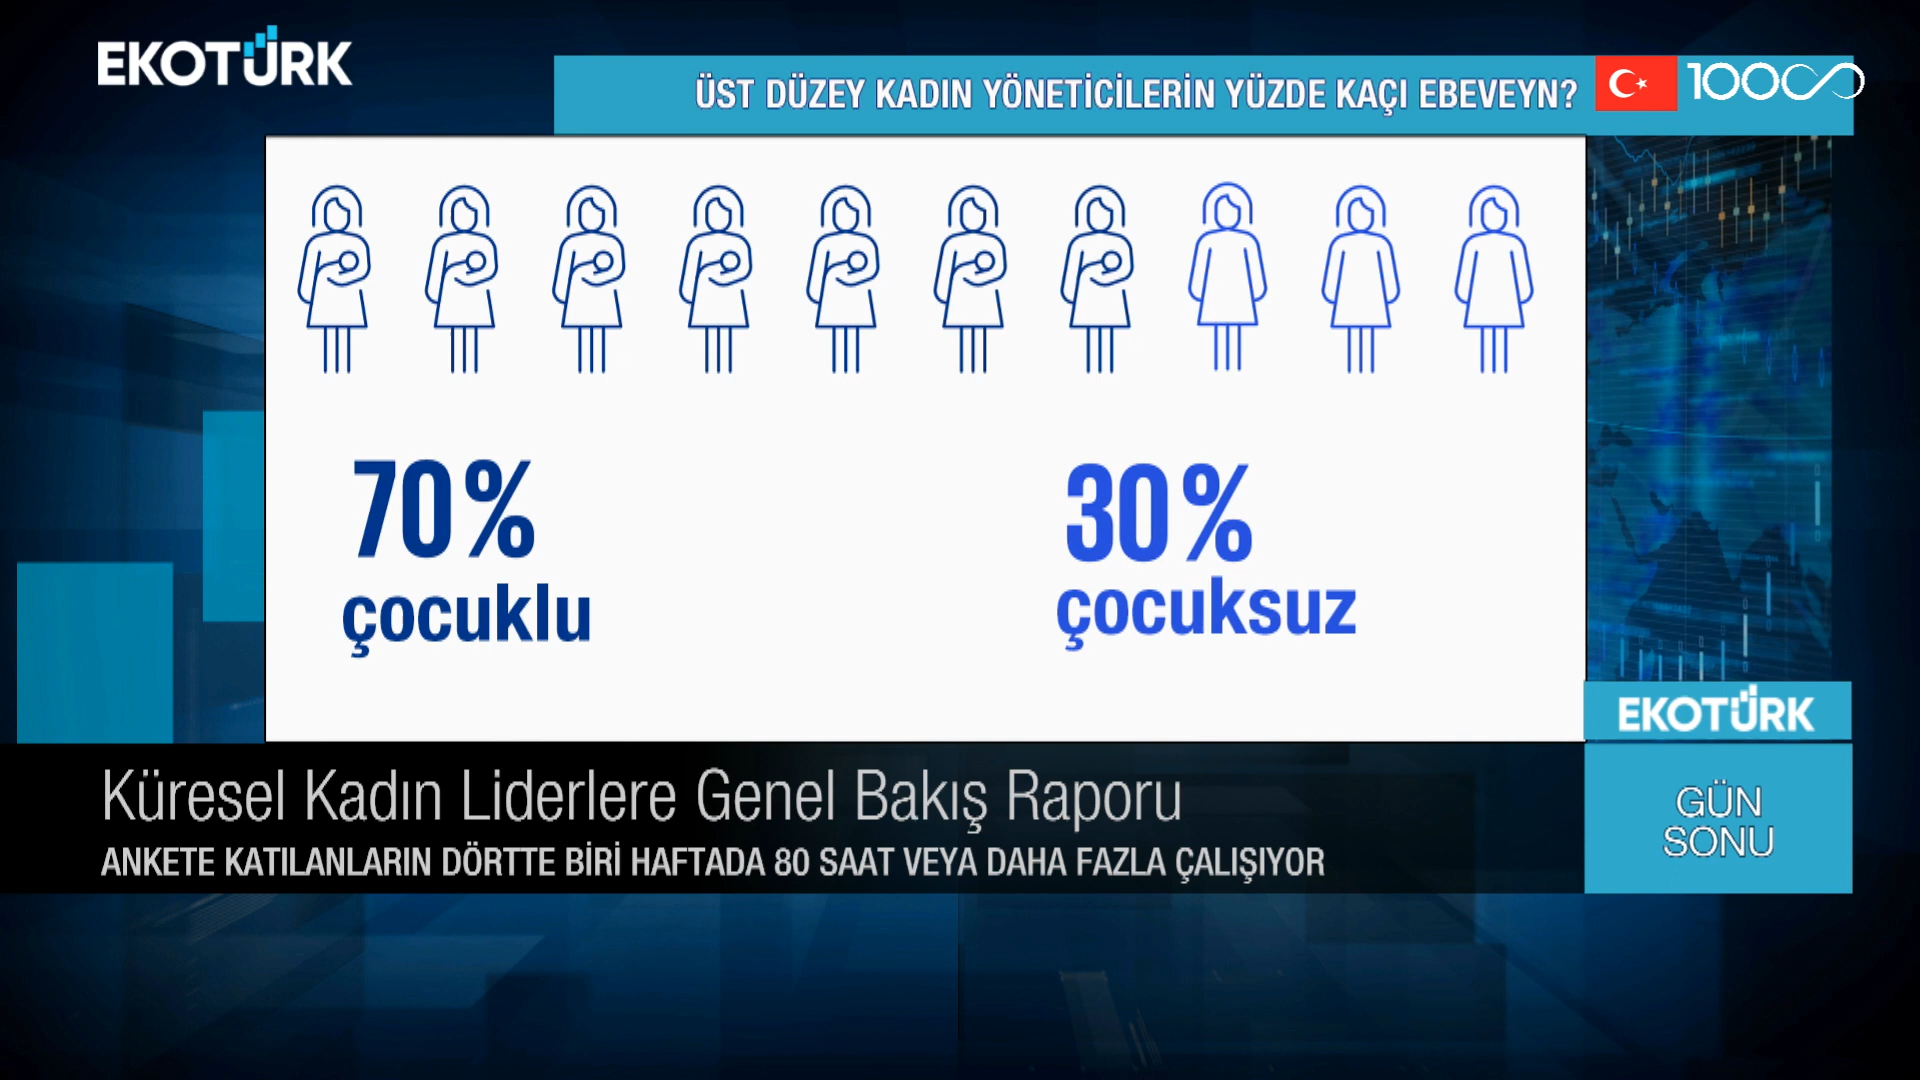 EKOTÜRK
ÜST DÜZEY KADIN YÖNETİCİLERİN YÜZDE KAÇI EBEVEYN?
100
70%
çocuklu
30%
çocuksuz
EKOTÜRK
Küresel Kadın Liderlere Genel Bakış Raporu
ANKETE KATILANLARIN DÖRTTE BİRİ HAFTADA 80 SAAT VEYA DAHA FAZLA ÇALIŞIYOR
GÜN
SONU